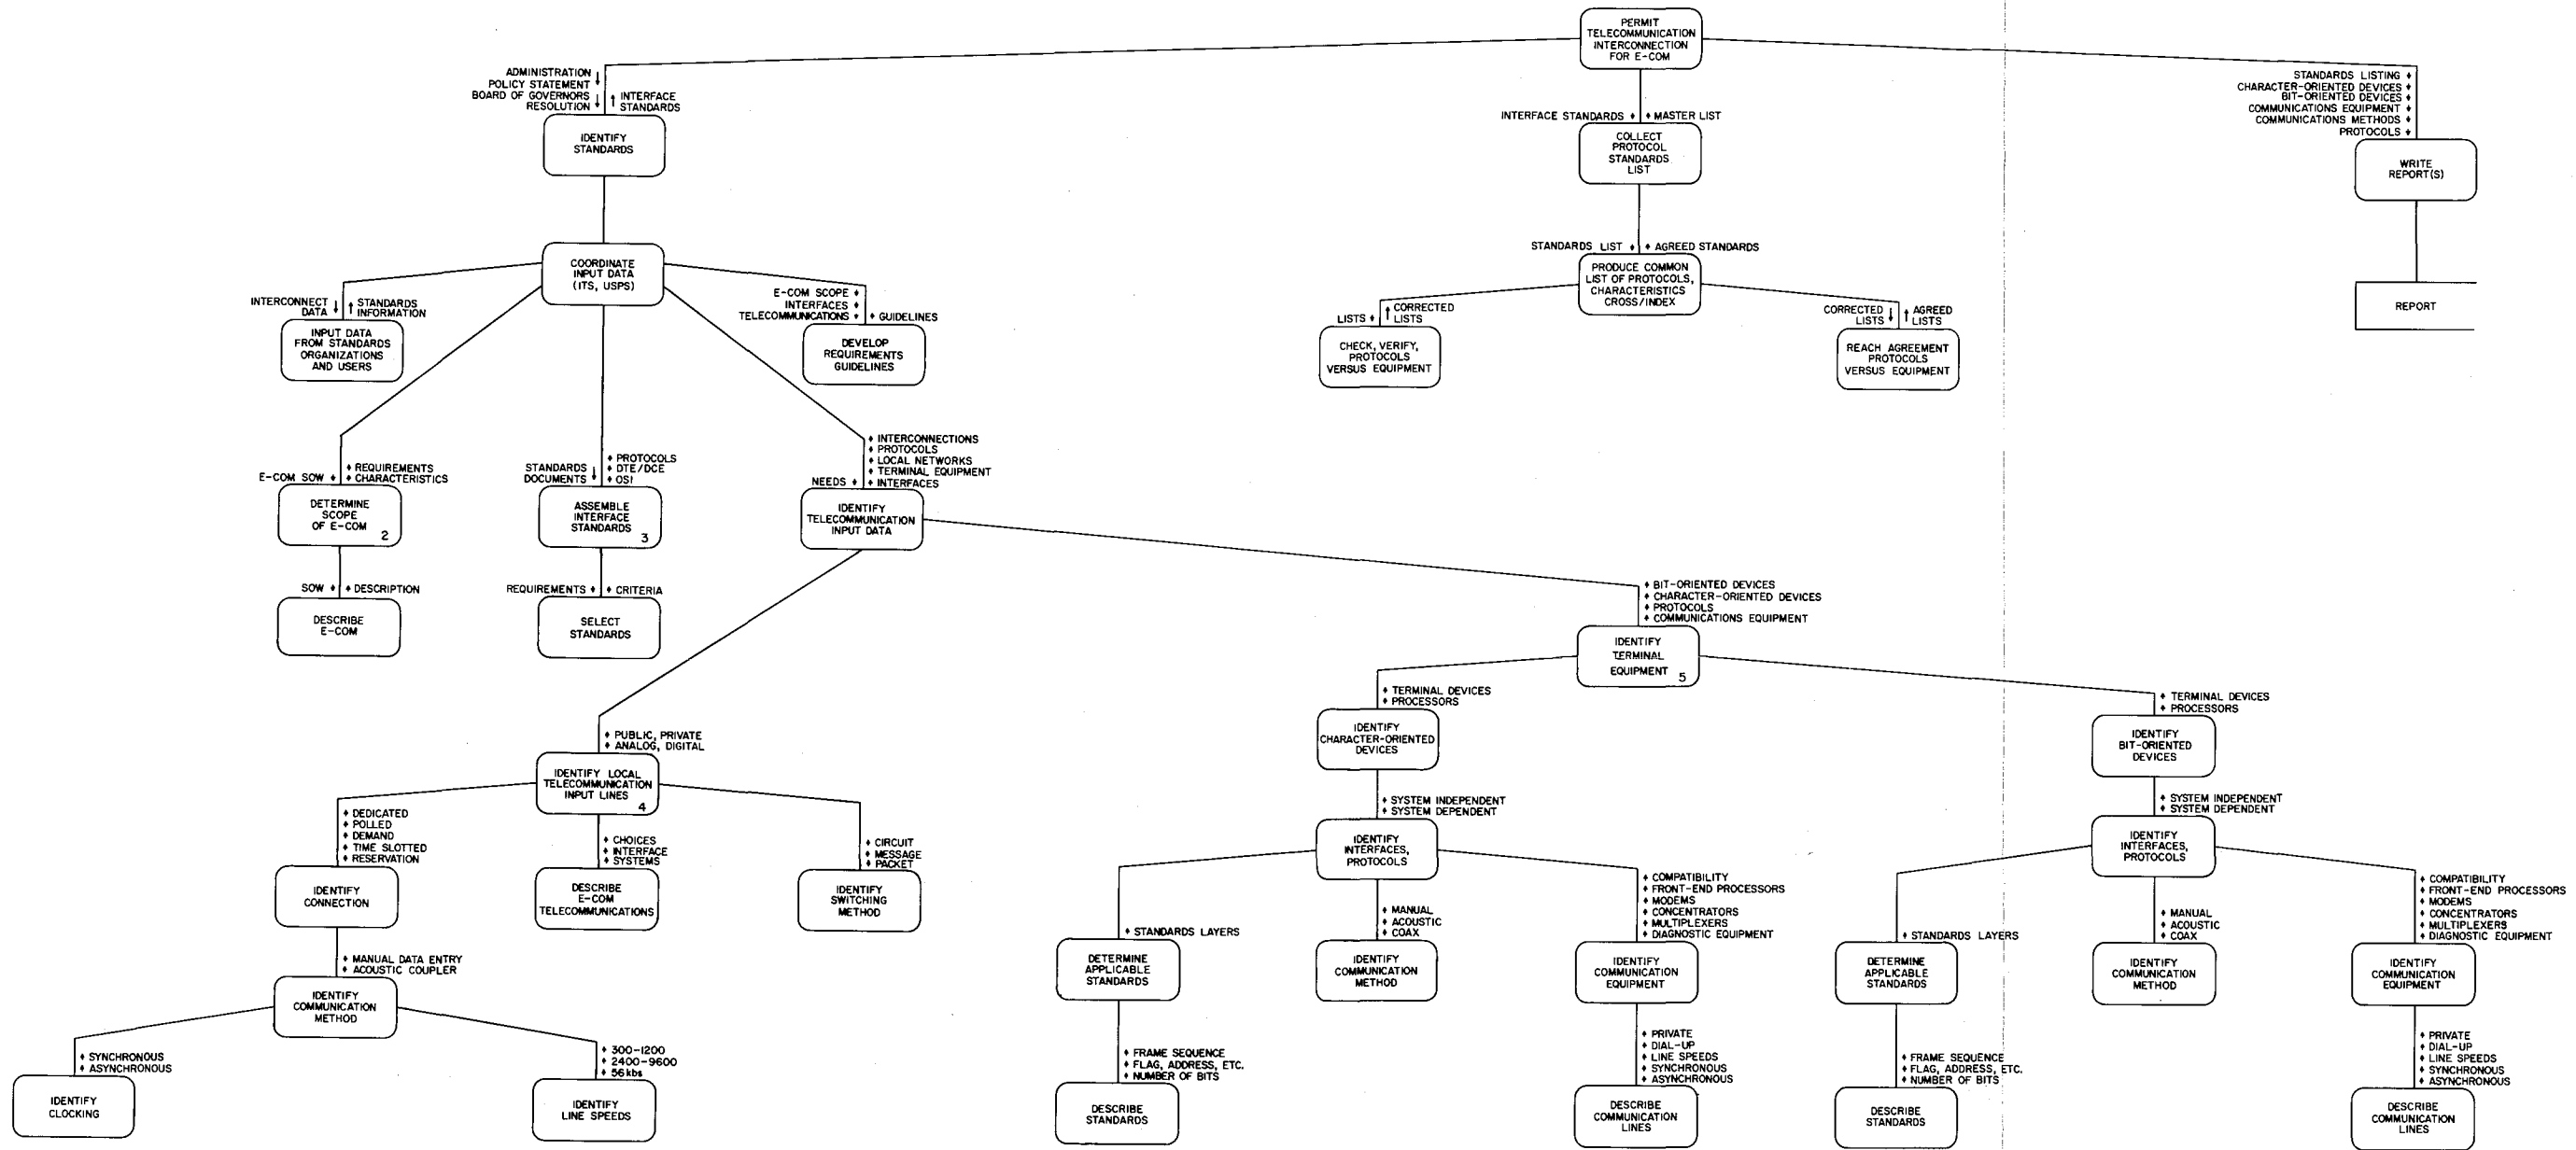 PERMIT
TELECOMMUNICATION
INTERCONNECTION
FOR E-COM
ADMINISTRATION
POLICY STATEMENT
BOARD OF GOVERNORS
RESOLUTION
INTERFACE
STANDARDS
IDENTIFY
STANDARDS
INTERFACE STANDARDS
MASTER LIST
COLLECT
PROTOCOL
STANDARDS
LIST
STANDARDS LISTING
CHARACTER-ORIENTED DEVICES
BIT-ORIENTED DEVICES
COMMUNICATIONS EQUIPMENT
COMMUNICATIONS METHODS
PROTOCOLS
WRITE
REPORT(S)
COORDINATE
INPUT DATA
(ITS, USPS)
STANDARDS LIST
AGREED STANDARDS
PRODUCE COMMON
LIST OF PROTOCOLS,
CHARACTERISTICS
CROSS/INDEX
REPORT
INTERCONNECT
DATA
STANDARDS
INFORMATION
INPUT DATA
FROM STANDARDS
ORGANIZATIONS
AND USERS
E-COM SCOPE
INTERFACES
TELECOMMUNICATIONS
GUIDELINES
DEVELOP
REQUIREMENTS
GUIDELINES
LISTS
CORRECTED
LISTS
CHECK, VERIFY,
PROTOCOLS
VERSUS EQUIPMENT
CORRECTED
LISTS
AGREED
LISTS
REACH AGREEMENT
PROTOCOLS
VERSUS EQUIPMENT
E-COM SOW
REQUIREMENTS
CHARACTERISTICS
DETERMINE
SCOPE
OF E-COM
2
STANDARDS
DOCUMENTS
PROTOCOLS
DTE/DCE
OSI
ASSEMBLE
INTERFACE
STANDARDS
3
NEEDS
INTERCONNECTIONS
PROTOCOLS
LOCAL NETWORKS
TERMINAL EQUIPMENT
INTERFACES
IDENTIFY
TELECOMMUNICATION
INPUT DATA
SOW
DESCRIPTION
DESCRIBE
E-COM
REQUIREMENTS
CRITERIA
SELECT
STANDARDS
BIT-ORIENTED DEVICES
CHARACTER-ORIENTED DEVICES
PROTOCOLS
COMMUNICATIONS EQUIPMENT
IDENTIFY
TERMINAL
EQUIPMENT
5
PUBLIC, PRIVATE
ANALOG, DIGITAL
IDENTIFY LOCAL
TELECOMMUNICATION
INPUT LINES
4
TERMINAL DEVICES
PROCESSORS
IDENTIFY
CHARACTER-ORIENTED
DEVICES
TERMINAL DEVICES
PROCESSORS
IDENTIFY
BIT-ORIENTED
DEVICES
DEDICATED
POLLED
DEMAND
TIME SLOTTED
RESERVATION
IDENTIFY
CONNECTION
CHOICES
INTERFACE
SYSTEMS
DESCRIBE
E-COM
TELECOMMUNICATIONS
CIRCUIT
MESSAGE
PACKET
IDENTIFY
SWITCHING
METHOD
SYSTEM INDEPENDENT
SYSTEM DEPENDENT
IDENTIFY
INTERFACES,
PROTOCOLS
SYSTEM INDEPENDENT
SYSTEM DEPENDENT
IDENTIFY
INTERFACES,
PROTOCOLS
MANUAL DATA ENTRY
ACOUSTIC COUPLER
IDENTIFY
COMMUNICATION
METHOD
STANDARDS LAYERS
DETERMINE
APPLICABLE
STANDARDS
MANUAL
ACOUSTIC
COAX
IDENTIFY
COMMUNICATION
METHOD
COMPATIBILITY
FRONT-END PROCESSORS
MODEMS
CONCENTRATORS
MULTIPLEXERS
DIAGNOSTIC EQUIPMENT
IDENTIFY
COMMUNICATION
EQUIPMENT
STANDARDS LAYERS
DETERMINE
APPLICABLE
STANDARDS
MANUAL
ACOUSTIC
COAX
IDENTIFY
COMMUNICATION
METHOD
COMPATIBILITY
FRONT-END PROCESSORS
MODEMS
CONCENTRATORS
MULTIPLEXERS
DIAGNOSTIC EQUIPMENT
IDENTIFY
COMMUNICATION
EQUIPMENT
SYNCHRONOUS
ASYNCHRONOUS
IDENTIFY
CLOCKING
300-1200
2400-9600
56kbs
IDENTIFY
LINE SPEEDS
FRAME SEQUENCE
FLAG, ADDRESS, ETC.
NUMBER OF BITS
DESCRIBE
STANDARDS
PRIVATE
DIAL-UP
LINE SPEEDS
SYNCHRONOUS
ASYNCHRONOUS
DESCRIBE
COMMUNICATION
LINES
FRAME SEQUENCE
FLAG, ADDRESS, ETC.
NUMBER OF BITS
DESCRIBE
STANDARDS
PRIVATE
DIAL-UP
LINE SPEEDS
SYNCHRONOUS
ASYNCHRONOUS
DESCRIBE
COMMUNICATION
LINES